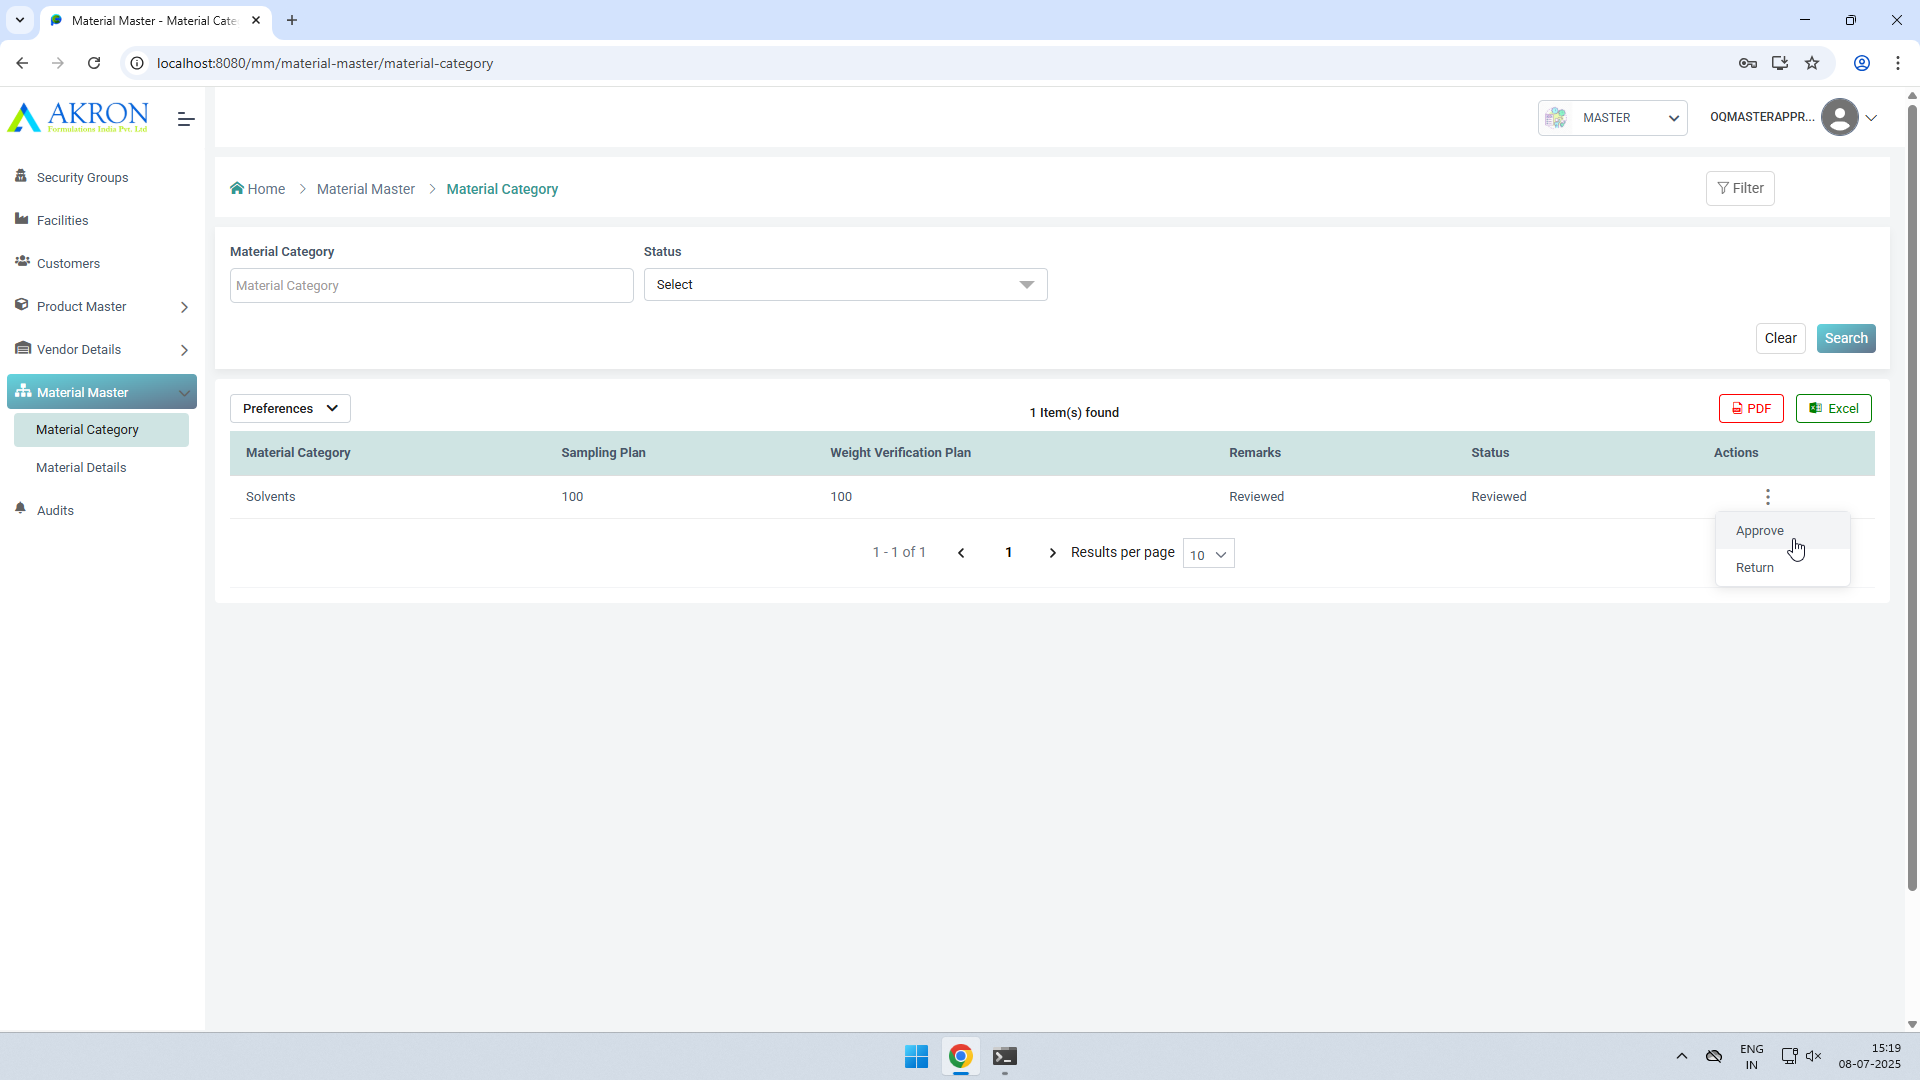 Material Master - Material Cate
localhost:8080/mm/material-master/material-category
AKRON
Formulations India Pvt. Ltd
MASTER
OQMASTERAPPR...
Security Groups
Facilities
Customers
Product Master
Vendor Details
Material Master
Material Category
Material Details
Audits
Home > Material Master > Material Category
Filter
Material Category
Status
Material Category
Select
Clear
Search
Preferences
1 Item(s) found
PDF
Excel
Material Category Sampling Plan Weight Verification Plan Remarks Status Actions
Solvents 100 100 Reviewed Reviewed
Approve
Return
1 - 1 of 1
1
Results per page
10
ENG
IN
15:19
08-07-2025